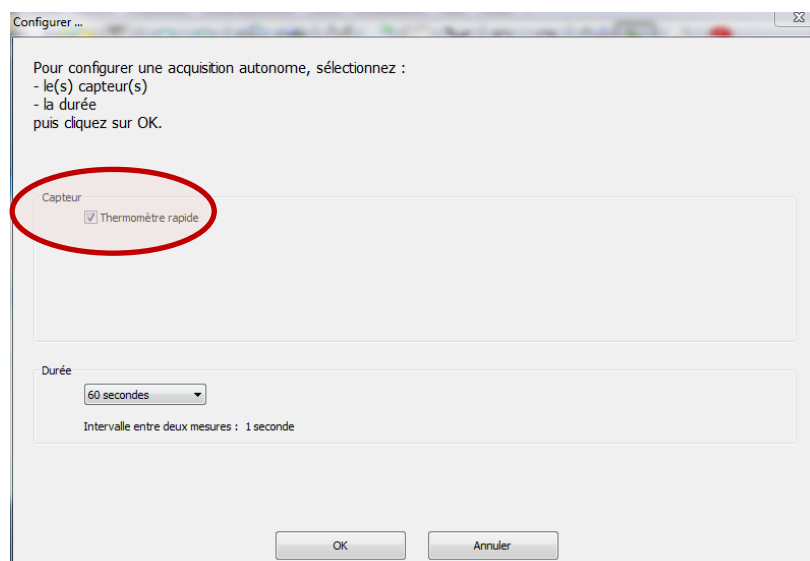 Configurer ...
Pour configurer une acquisition autonome, sélectionnez :
- le(s) capteur(s)
- la durée
puis cliquez sur OK.
Capteur
Thermomètre rapide
Durée
60 secondes
Intervalle entre deux mesures : 1 seconde
OK
Annuler